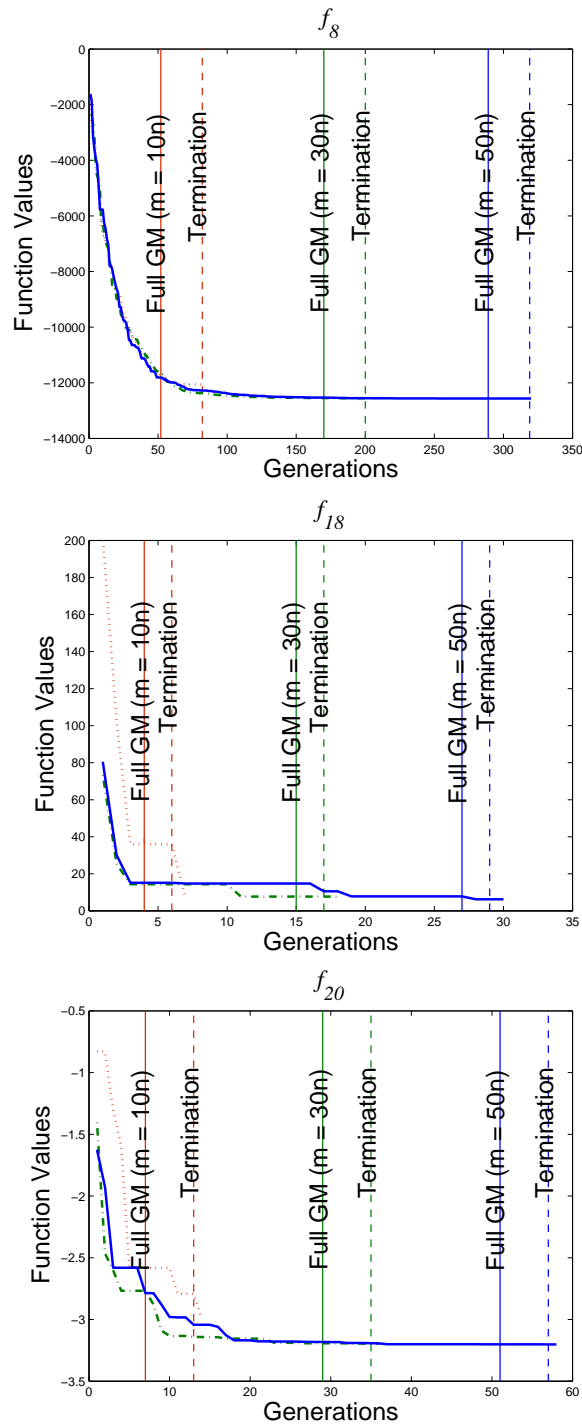 f8
0
−2000
−4000
−6000
−8000
−10000
−12000
−14000
Function Values
Full GM (m = 10n)
Termination
Full GM (m = 30n)
Termination
Full GM (m = 50n)
Termination
0 50 100 150 200 250 300 350
Generations
f18
200
180
160
140
120
100
80
60
40
20
0
Function Values
Full GM (m = 10n)
Termination
Full GM (m = 30n)
Termination
Full GM (m = 50n)
Termination
0 5 10 15 20 25 30 35
Generations
f20
−0.5
−1
−1.5
−2
−2.5
−3
−3.5
Function Values
Full GM (m = 10n)
Termination
Full GM (m = 30n)
Termination
Full GM (m = 50n)
Termination
0 10 20 30 40 50 60
Generations